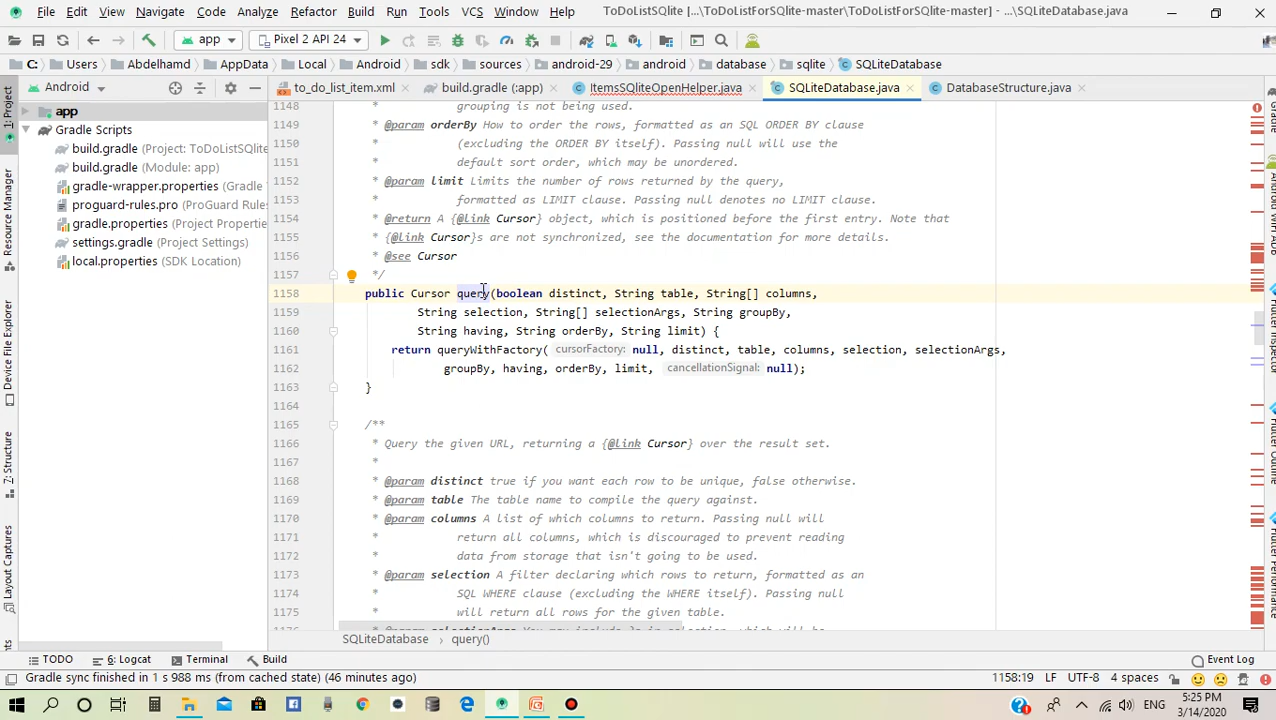 File Edit View Navigate Code Analyze Refactor Build Run Tools VCS Window Help ToDoListSQlite [...\ToDoListForSQlite-master\ToDoListForSQlite-master] - ...\SQLiteDatabase.java
app Pixel 2 API 24
C: Users Abdelhamd AppData Local Android sdk sources android-29 android database sqlite SQLiteDatabase
Android to_do_list_item.xml build.gradle (:app) ItemsSQliteOpenHelper.java SQLiteDatabase.java DatabaseStructure.java
app
Gradle Scripts
build.gradle (Project: ToDoListSQlite
build.gradle (Module: app)
gradle-wrapper.properties (Gradle
proguard-rules.pro (ProGuard Rules
gradle.properties (Project Properties
settings.gradle (Project Settings)
local.properties (SDK Location)
Project
Resource Manager
Device File Explorer
Z: Structure
Layout Captures
1148 grouping is not being used.
1149 * @param orderBy How to order the rows, formatted as an SQL ORDER BY clause
1150 * (excluding the ORDER BY itself). Passing null will use the
1151 * default sort order, which may be unordered.
1152 * @param limit Limits the number of rows returned by the query,
1153 * formatted as LIMIT clause. Passing null denotes no LIMIT clause.
1154 * @return A {@link Cursor} object, which is positioned before the first entry. Note that
1155 * {@link Cursor}s are not synchronized, see the documentation for more details.
1156 * @see Cursor
1157 */
1158 public Cursor query(boolean distinct, String table, String[] columns,
1159 String selection, String[] selectionArgs, String groupBy,
1160 String having, String orderBy, String limit) {
1161 return queryWithFactory( cursorFactory: null, distinct, table, columns, selection, selectionArgs,
1162 groupBy, having, orderBy, limit, cancellationSignal: null);
1163 }
1164
1165 /**
1166 * Query the given URL, returning a {@link Cursor} over the result set.
1167 *
1168 * @param distinct true if you want each row to be unique, false otherwise.
1169 * @param table The table name to compile the query against.
1170 * @param columns A list of which columns to return. Passing null will
1171 * return all columns, which is discouraged to prevent reading
1172 * data from storage that isn't going to be used.
1173 * @param selection A filter declaring which rows to return, formatted as an
1174 * SQL WHERE clause (excluding the WHERE itself). Passing null
1175 * will return all rows for the given table.
Flutter Outline
Flutter Performance
SQLiteDatabase query()
TODO 6: Logcat Terminal Build Event Log
Gradle sync finished in 1 s 988 ms (from cached state) (46 minutes ago) 1158:19 LF UTF-8 4 spaces
5:25 PM
3/14/2020